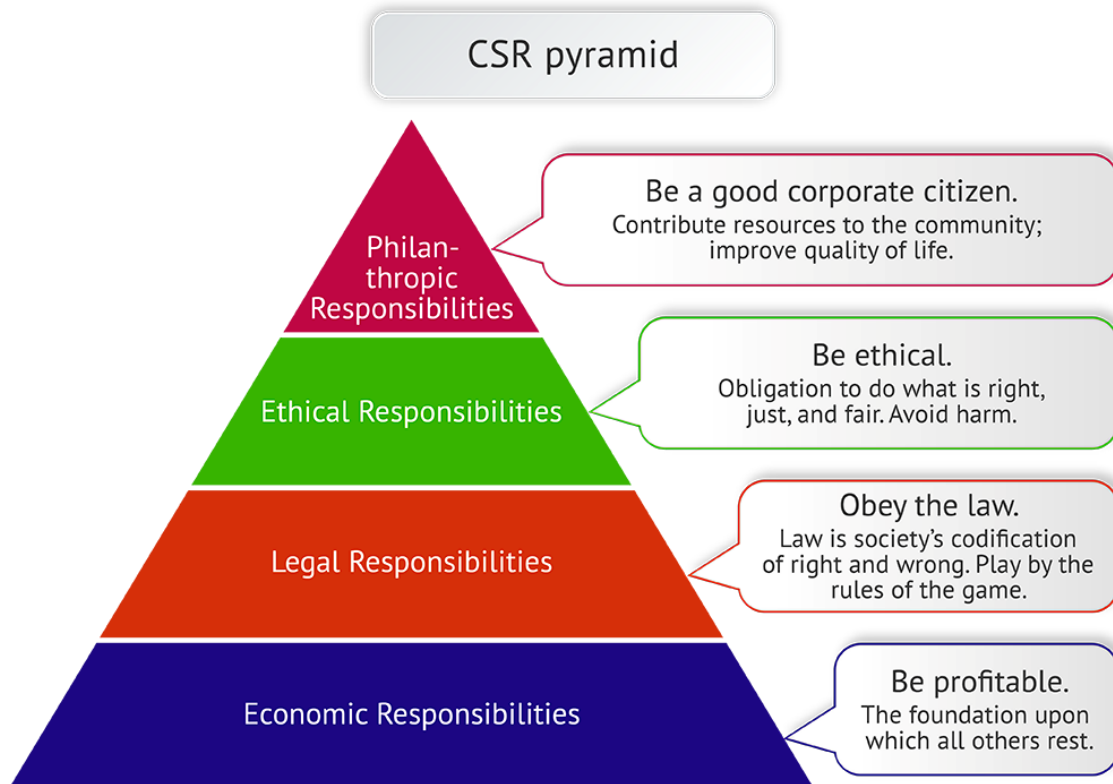 CSR pyramid
Philan-
thropic
Responsibilities
Be a good corporate citizen.
Contribute resources to the community;
improve quality of life.
Ethical Responsibilities
Be ethical.
Obligation to do what is right,
just, and fair. Avoid harm.
Legal Responsibilities
Obey the law.
Law is society’s codification
of right and wrong. Play by the
rules of the game.
Economic Responsibilities
Be profitable.
The foundation upon
which all others rest.